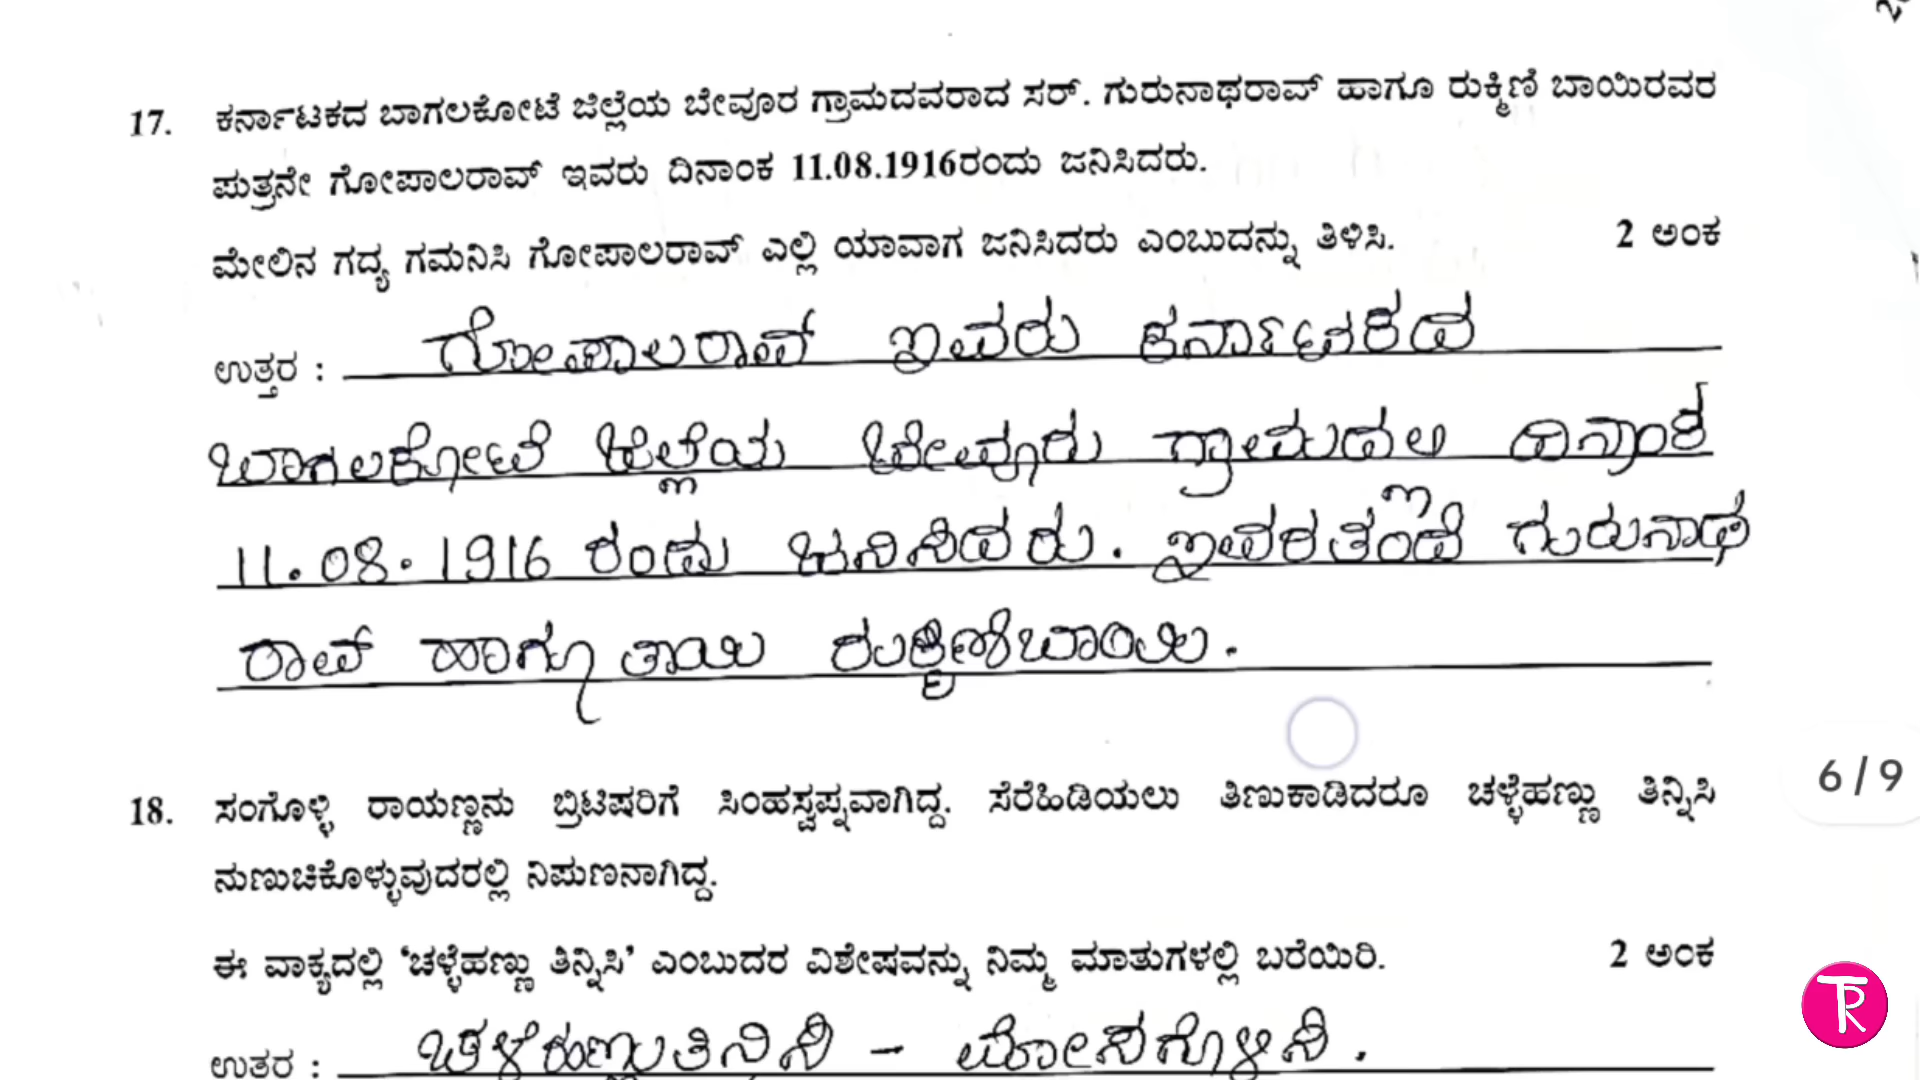 17. ಕರ್ನಾಟಕದ ಬಾಗಲಕೋಟೆ ಜಿಲ್ಲೆಯ ಬೇವೂರ ಗ್ರಾಮದವರಾದ ಸರ್. ಗುರುನಾಥರಾವ್ ಹಾಗೂ ರುಕ್ಮಿಣಿ ಬಾಯಿರವರ
ಪುತ್ರನೇ ಗೋಪಾಲರಾವ್ ಇವರು ದಿನಾಂಕ 11.08.1916ರಂದು ಜನಿಸಿದರು.
ಮೇಲಿನ ಗದ್ಯ ಗಮನಿಸಿ ಗೋಪಾಲರಾವ್ ಎಲ್ಲಿ ಯಾವಾಗ ಜನಿಸಿದರು ಎಂಬುದನ್ನು ತಿಳಿಸಿ. 2 ಅಂಕ
ಉತ್ತರ : ಗೋಪಾಲರಾವ್ ಇವರು ಕರ್ನಾಟಕದ
ಬಾಗಲಕೋಟೆ ಜಿಲ್ಲೆಯ ಬೇವೂರು ಗ್ರಾಮದಲ್ಲಿ ದಿನಾಂಕ
11.08.1916 ರಂದು ಜನಿಸಿದರು. ಇವರ ತಂದೆ ಗುರುನಾಥ
ರಾವ್ ಹಾಗೂ ತಾಯಿ ರುಕ್ಮಿಣಿಬಾಯಿ.
18. ಸಂಗೊಳ್ಳಿ ರಾಯಣ್ಣನು ಬ್ರಿಟಿಷರಿಗೆ ಸಿಂಹಸ್ವಪ್ನವಾಗಿದ್ದ. ಸೆರೆಹಿಡಿಯಲು ತಿಣುಕಾಡಿದರೂ ಚಳ್ಳೆಹಣ್ಣು ತಿನ್ನಿಸಿ
ನುಣುಚಿಕೊಳ್ಳುವುದರಲ್ಲಿ ನಿಪುಣನಾಗಿದ್ದ.
ಈ ವಾಕ್ಯದಲ್ಲಿ ‘ಚಳ್ಳೆಹಣ್ಣು ತಿನ್ನಿಸಿ’ ಎಂಬುದರ ವಿಶೇಷವನ್ನು ನಿಮ್ಮ ಮಾತುಗಳಲ್ಲಿ ಬರೆಯಿರಿ. 2 ಅಂಕ
ಉತ್ತರ : ಚಳ್ಳೆಹಣ್ಣು ತಿನ್ನಿಸಿ – ಮೋಸಗೊಳಿಸಿ.
6 / 9
TR